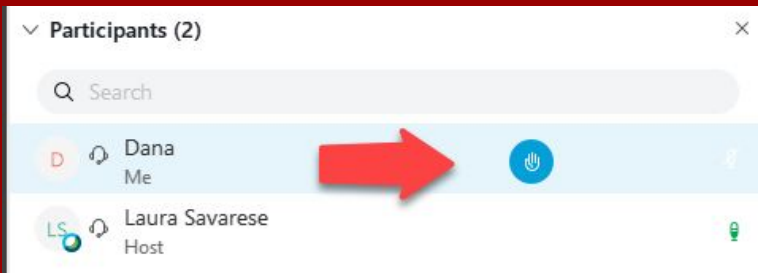 Participants (2)
Search
D
Dana
Me
LS
Laura Savarese
Host